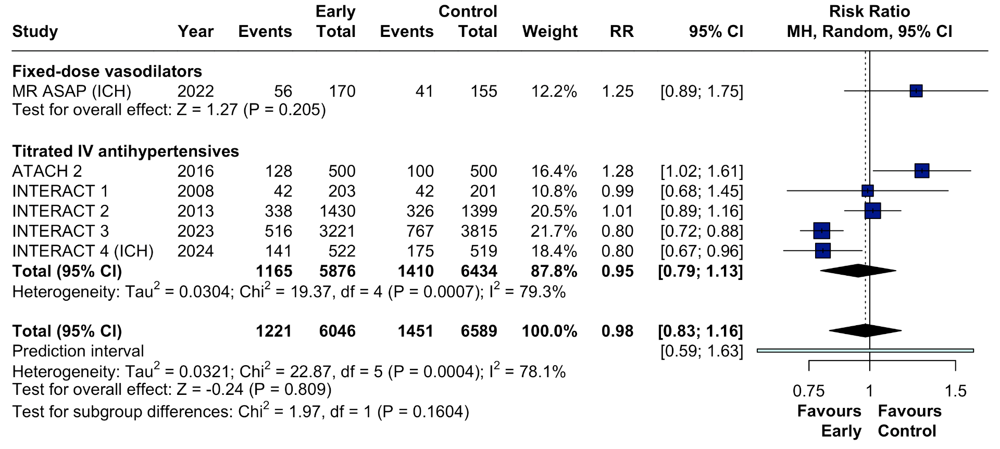 Early Control Risk Ratio
Study Year Events Total Events Total Weight RR 95% CI MH, Random, 95% CI
Fixed-dose vasodilators
MR ASAP (ICH) 2022 56 170 41 155 12.2% 1.25 [0.89; 1.75]
Test for overall effect: Z = 1.27 (P = 0.205)
Titrated IV antihypertensives
ATACH 2 2016 128 500 100 500 16.4% 1.28 [1.02; 1.61]
INTERACT 1 2008 42 203 42 201 10.8% 0.99 [0.68; 1.45]
INTERACT 2 2013 338 1430 326 1399 20.5% 1.01 [0.89; 1.16]
INTERACT 3 2023 516 3221 767 3815 21.7% 0.80 [0.72; 0.88]
INTERACT 4 (ICH) 2024 141 522 175 519 18.4% 0.80 [0.67; 0.96]
Total (95% CI) 1165 5876 1410 6434 87.8% 0.95 [0.79; 1.13]
Heterogeneity: Tau² = 0.0304; Chi² = 19.37, df = 4 (P = 0.0007); I² = 79.3%
Total (95% CI) 1221 6046 1451 6589 100.0% 0.98 [0.83; 1.16]
Prediction interval [0.59; 1.63]
Heterogeneity: Tau² = 0.0321; Chi² = 22.87, df = 5 (P = 0.0004); I² = 78.1%
Test for overall effect: Z = -0.24 (P = 0.809)
Test for subgroup differences: Chi² = 1.97, df = 1 (P = 0.1604)
0.75 1 1.5
Favours Favours
Early Control